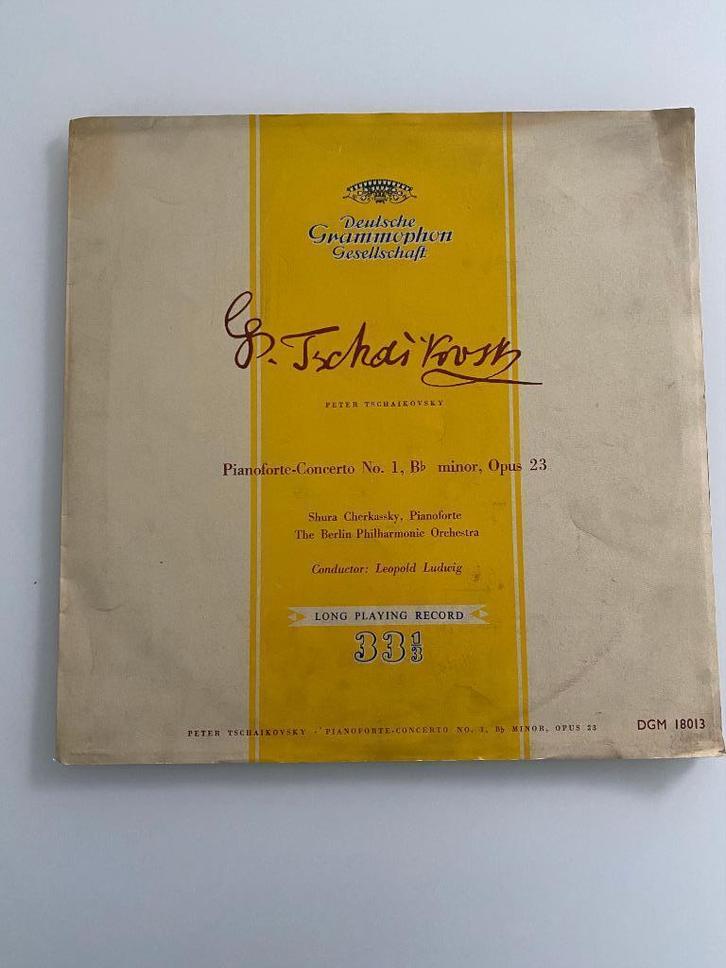 Deutsche
Grammophon
Gesellschaft
P. Tschaikovsky
PETER TSCHAIKOVSKY
Pianoforte-Concerto No. 1, B♭ minor, Opus 23
Shura Cherkassky, Pianoforte
The Berlin Philharmonic Orchestra
Conductor: Leopold Ludwig
LONG PLAYING RECORD
33⅓
PETER TSCHAIKOVSKY · PIANOFORTE-CONCERTO NO. 1, B♭ MINOR, OPUS 23
DGM 18013